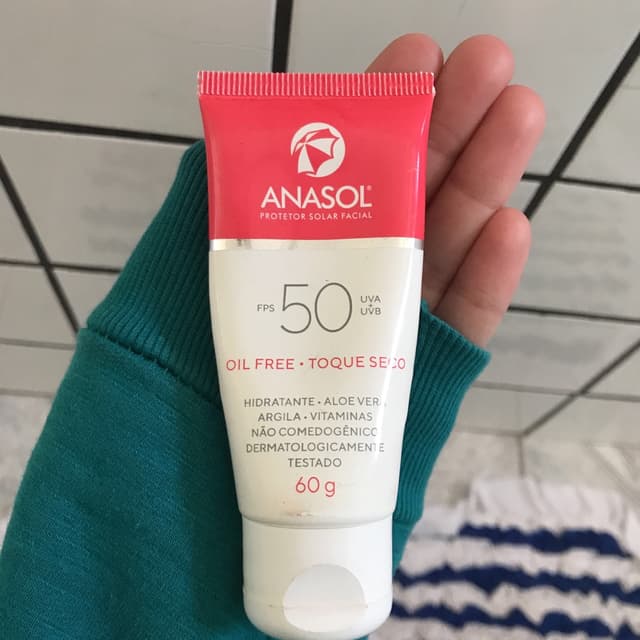 ANASOL®
PROTETOR SOLAR FACIAL
FPS 50 UVA + UVB
OIL FREE • TOQUE SECO
HIDRATANTE • ALOE VERA
ARGILA • VITAMINAS
NÃO COMEDOGÊNICO
DERMATOLOGICAMENTE
TESTADO
60 g